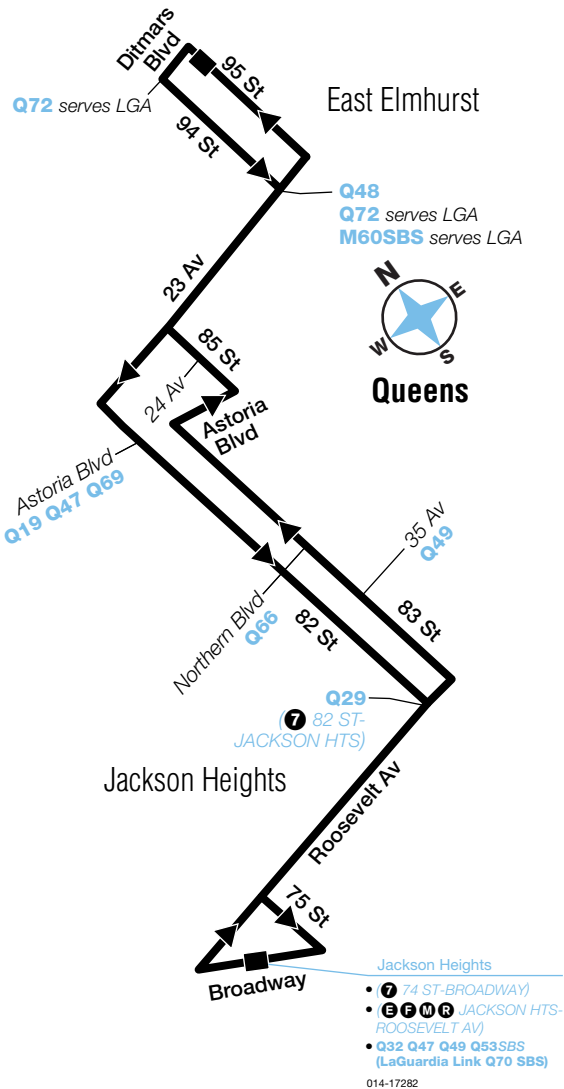 Ditmars
Blvd
95 St
East Elmhurst
Q72 serves LGA
94 St
Q48
Q72 serves LGA
M60SBS serves LGA
23 Av
N
E
W
S
Queens
85 St
24 Av
Astoria
Blvd
Astoria Blvd
Q19 Q47 Q69
35 Av
Q49
Northern Blvd
Q66
82 St
83 St
Q29
(7 82 ST-
JACKSON HTS)
Jackson Heights
Roosevelt Av
75 St
Broadway
Jackson Heights
• (7 74 ST-BROADWAY)
• (E F M R JACKSON HTS-
ROOSEVELT AV)
• Q32 Q47 Q49 Q53SBS
(LaGuardia Link Q70 SBS)
014-17282